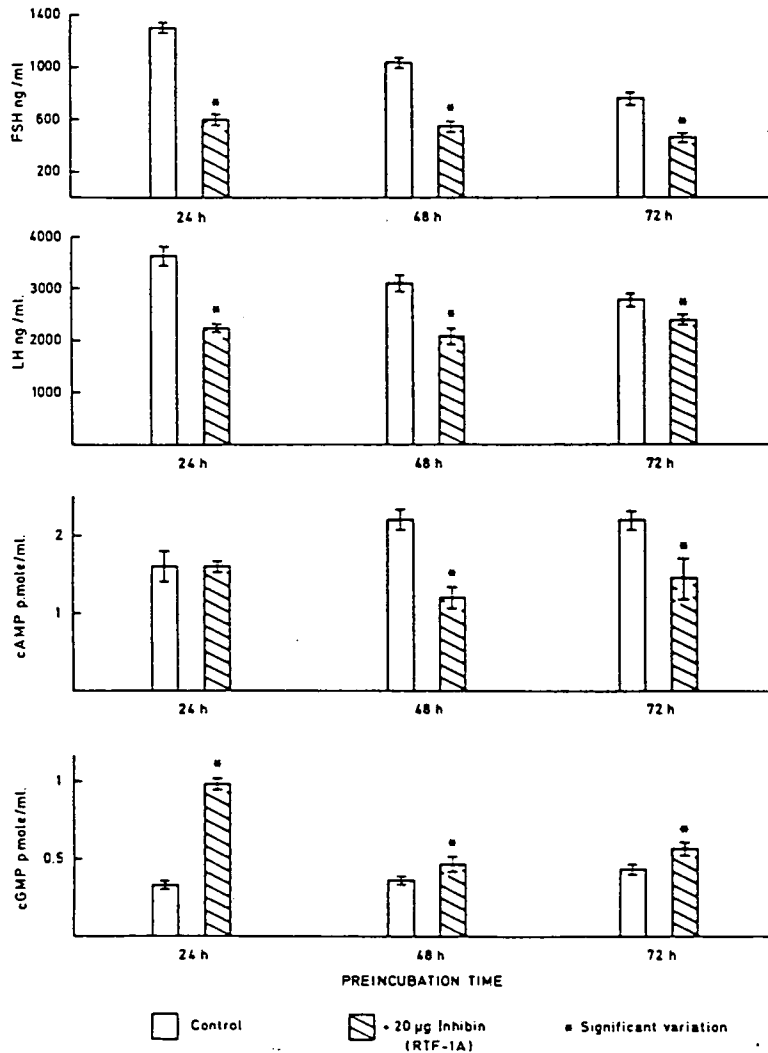 1400
1000
600
200
FSH ng/ml
* * *
24 h 48 h 72 h
4000
3000
2000
1000
LH ng/ml
* * *
24 h 48 h 72 h
2
1
cAMP p.mole/ml.
* *
24 h 48 h 72 h
1
0.5
cGMP p.mole/ml.
* * *
24 h 48 h 72 h
PREINCUBATION TIME
Control
+ 20 µg Inhibin
(RTF-1A)
* Significant variation